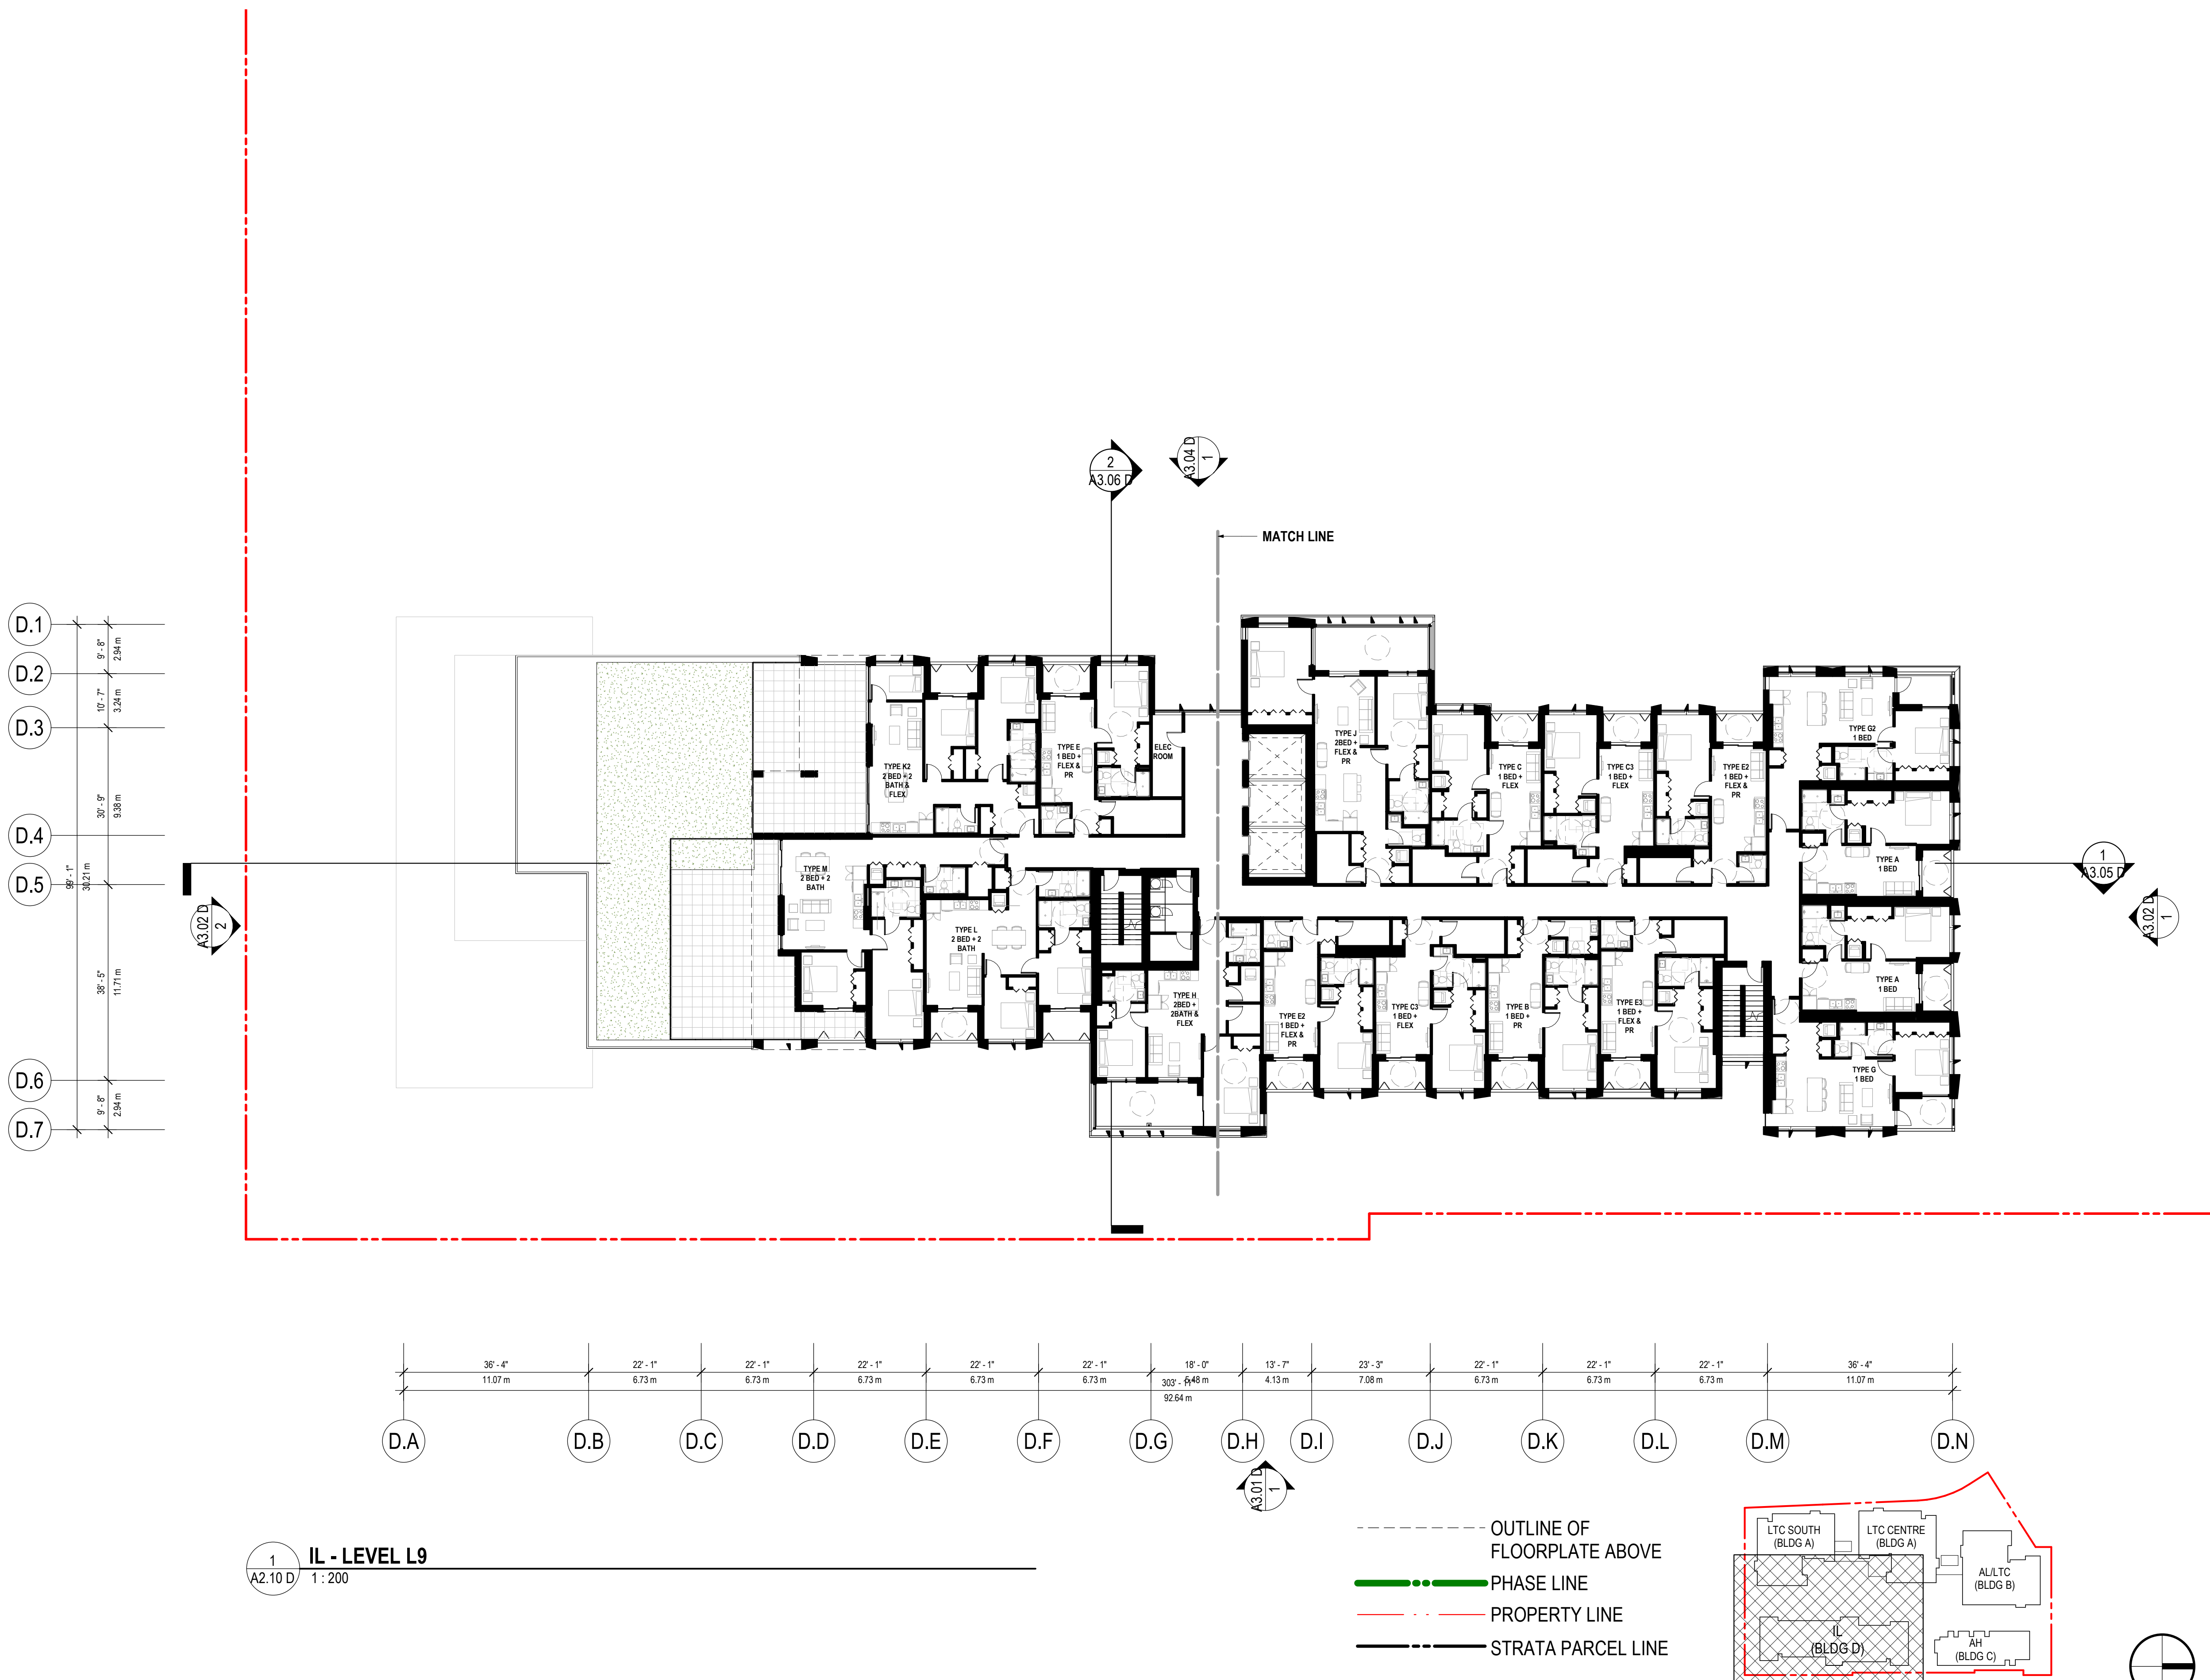 2
A3.06 D
A3.04 D
1
MATCH LINE
D.1
D.2
D.3
D.4
D.5
D.6
D.7
9' - 8"
2.94 m
10' - 7"
3.24 m
30' - 9"
9.38 m
99' - 1"
30.21 m
38' - 5"
11.71 m
9' - 8"
2.94 m
A3.02 D
2
1
A3.05 D
A3.02 D
1
TYPE K2
2 BED + 2
BATH &
FLEX
TYPE E
1 BED +
FLEX &
PR
ELEC
ROOM
TYPE J
2BED +
FLEX &
PR
TYPE C
1 BED +
FLEX
TYPE C3
1 BED +
FLEX
TYPE E2
1 BED +
FLEX &
PR
TYPE G2
1 BED
TYPE A
1 BED
TYPE A
1 BED
TYPE G
1 BED
TYPE M
2 BED + 2
BATH
TYPE L
2 BED + 2
BATH
TYPE H
2BED +
2BATH &
FLEX
TYPE E2
1 BED +
FLEX &
PR
TYPE C3
1 BED +
FLEX
TYPE B
1 BED +
PR
TYPE E3
1 BED +
FLEX &
PR
36' - 4"
22' - 1"
22' - 1"
22' - 1"
22' - 1"
22' - 1"
18' - 0"
13' - 7"
23' - 3"
22' - 1"
22' - 1"
22' - 1"
36' - 4"
11.07 m
6.73 m
6.73 m
6.73 m
6.73 m
6.73 m
5.48 m
4.13 m
7.08 m
6.73 m
6.73 m
6.73 m
11.07 m
303' - 11"
92.64 m
D.A
D.B
D.C
D.D
D.E
D.F
D.G
D.H
D.I
D.J
D.K
D.L
D.M
D.N
A3.01 D
1
1
A2.10 D
IL - LEVEL L9
1 : 200
OUTLINE OF
FLOORPLATE ABOVE
PHASE LINE
PROPERTY LINE
STRATA PARCEL LINE
LTC SOUTH
(BLDG A)
LTC CENTRE
(BLDG A)
AL/LTC
(BLDG B)
IL
(BLDG D)
AH
(BLDG C)